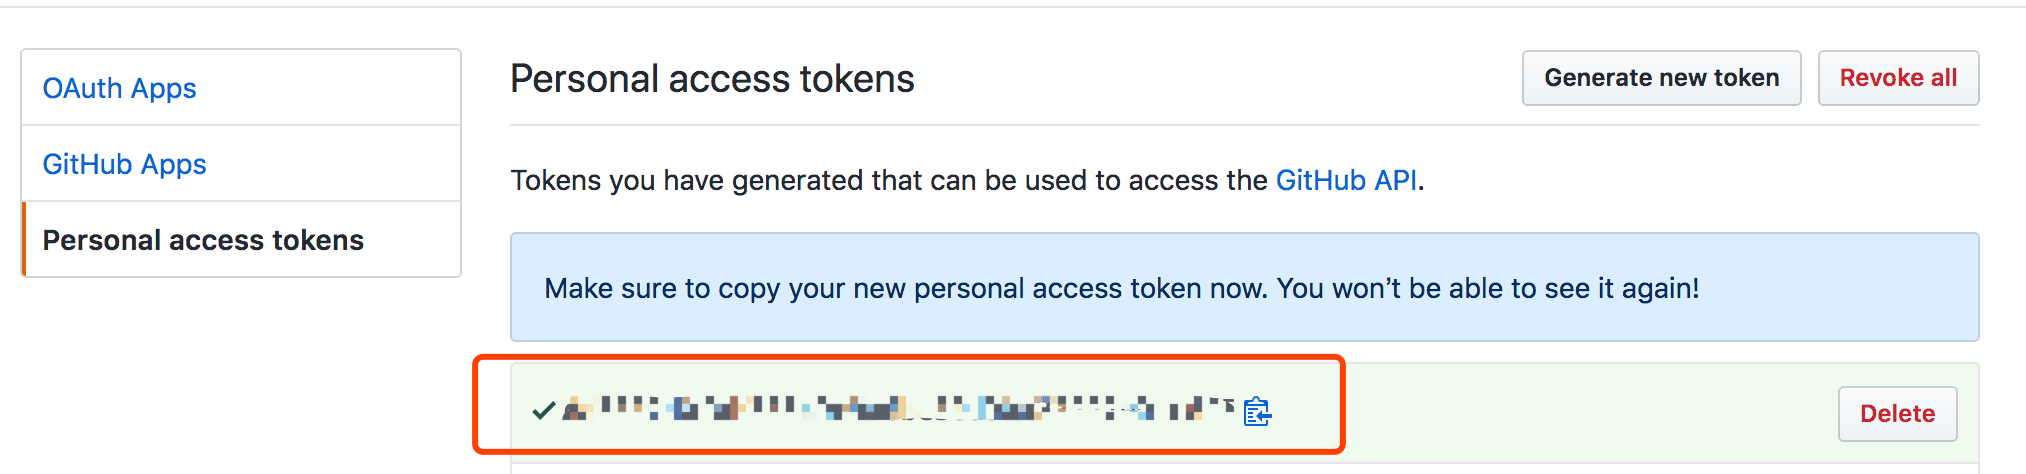 OAuth Apps
GitHub Apps
Personal access tokens
Personal access tokens
Generate new token
Revoke all
Tokens you have generated that can be used to access the GitHub API.
Make sure to copy your new personal access token now. You won’t be able to see it again!
Delete